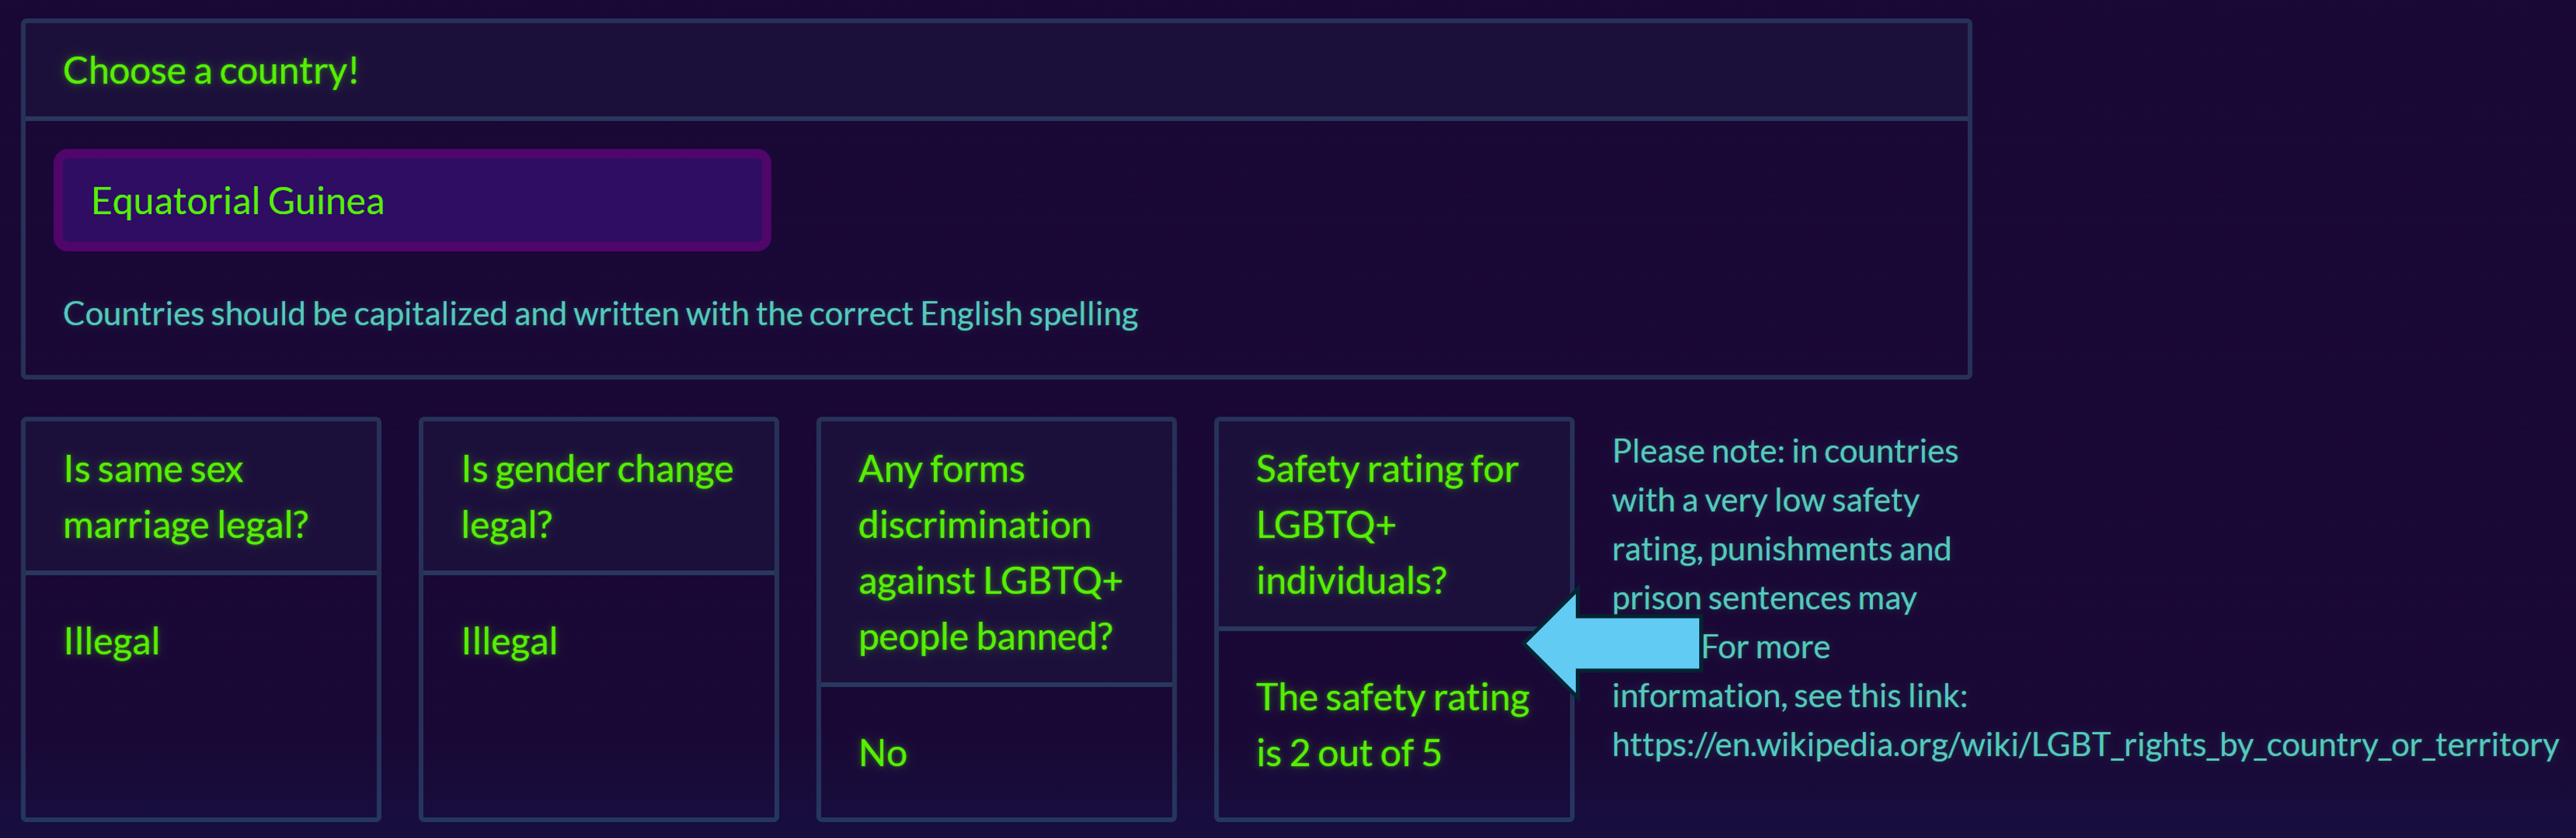 Choose a country!
Equatorial Guinea
Countries should be capitalized and written with the correct English spelling
Is same sex
marriage legal?
Illegal
Is gender change
legal?
Illegal
Any forms
discrimination
against LGBTQ+
people banned?
No
Safety rating for
LGBTQ+
individuals?
The safety rating
is 2 out of 5
Please note: in countries
with a very low safety
rating, punishments and
prison sentences may
For more
information, see this link:
https://en.wikipedia.org/wiki/LGBT_rights_by_country_or_territory